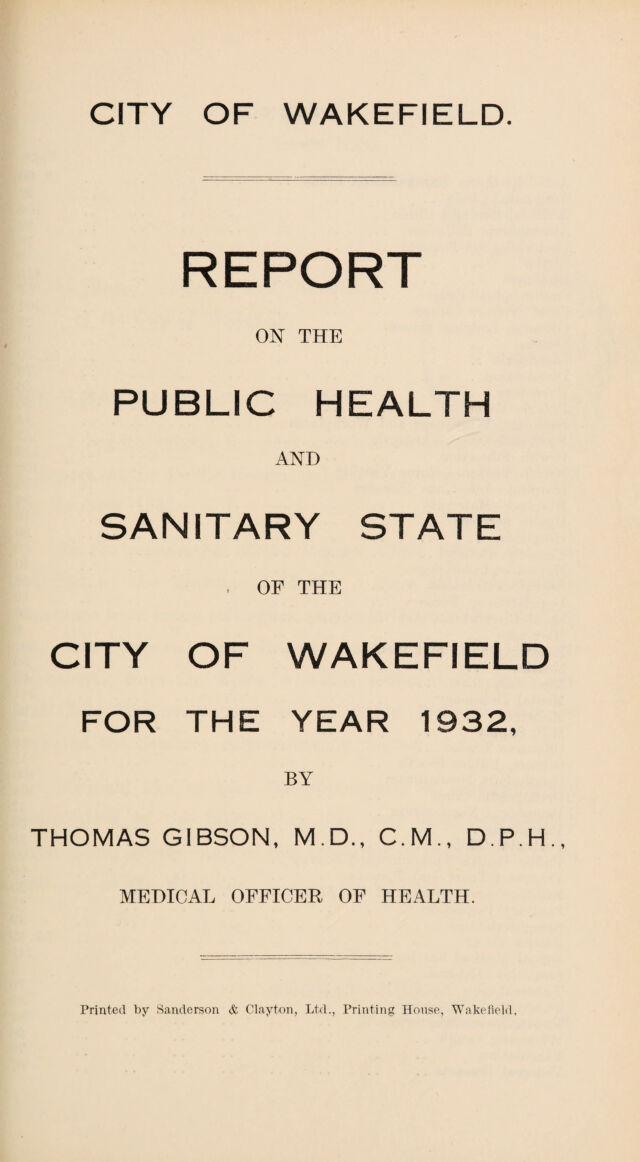 CITY OF WAKEFIELD.
REPORT
ON THE
PUBLIC HEALTH
AND
SANITARY STATE
OF THE
CITY OF WAKEFIELD
FOR THE YEAR 1932,
BY
THOMAS GIBSON, M.D., C.M., D.P.H.,
MEDICAL OFFICER OF HEALTH.
Printed by Sanderson & Clayton, Ltd., Printing House, Wakefield.